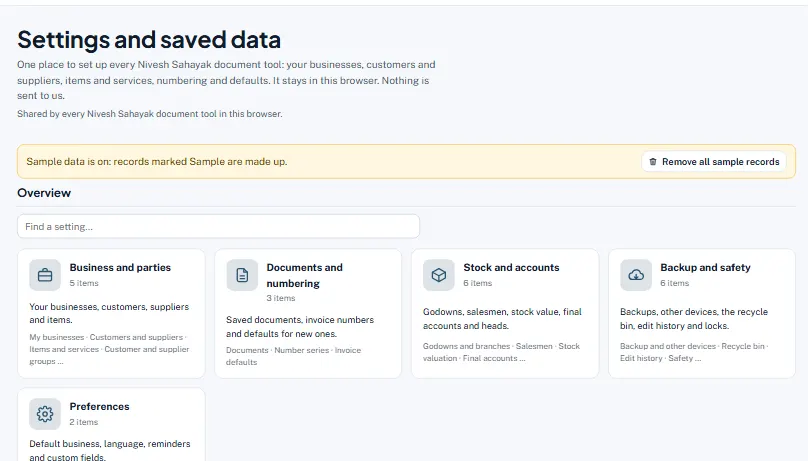 Settings and saved data
One place to set up every Nivesh Sahayak document tool: your businesses, customers and
suppliers, items and services, numbering and defaults. It stays in this browser. Nothing is
sent to us.
Shared by every Nivesh Sahayak document tool in this browser.
Sample data is on: records marked Sample are made up.
Remove all sample records
Overview
Find a setting...
Business and parties
5 items
Your businesses, customers, suppliers
and items.
My businesses · Customers and suppliers ·
Items and services · Customer and supplier
groups ...
Documents and
numbering
3 items
Saved documents, invoice numbers
and defaults for new ones.
Documents · Number series · Invoice
defaults
Stock and accounts
6 items
Godowns, salesmen, stock value, final
accounts and heads.
Godowns and branches · Salesmen · Stock
valuation · Final accounts ...
Backup and safety
6 items
Backups, other devices, the recycle
bin, edit history and locks.
Backup and other devices · Recycle bin ·
Edit history · Safety ...
Preferences
2 items
Default business, language, reminders
and custom fields.